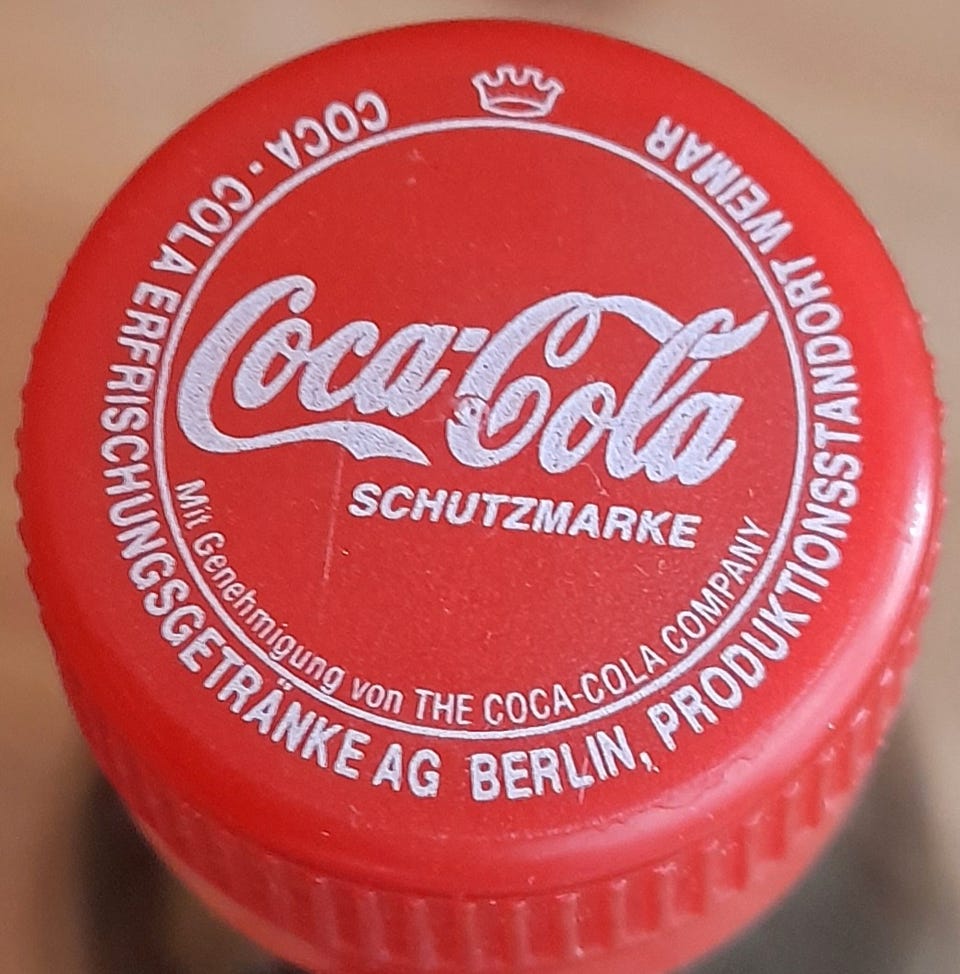 Coca-Cola
SCHUTZMARKE
Mit Genehmigung von THE COCA-COLA COMPANY
COCA - COLA ERFRISCHUNGSGETRÄNKE AG BERLIN, PRODUKTIONSSTANDORT WEIMAR